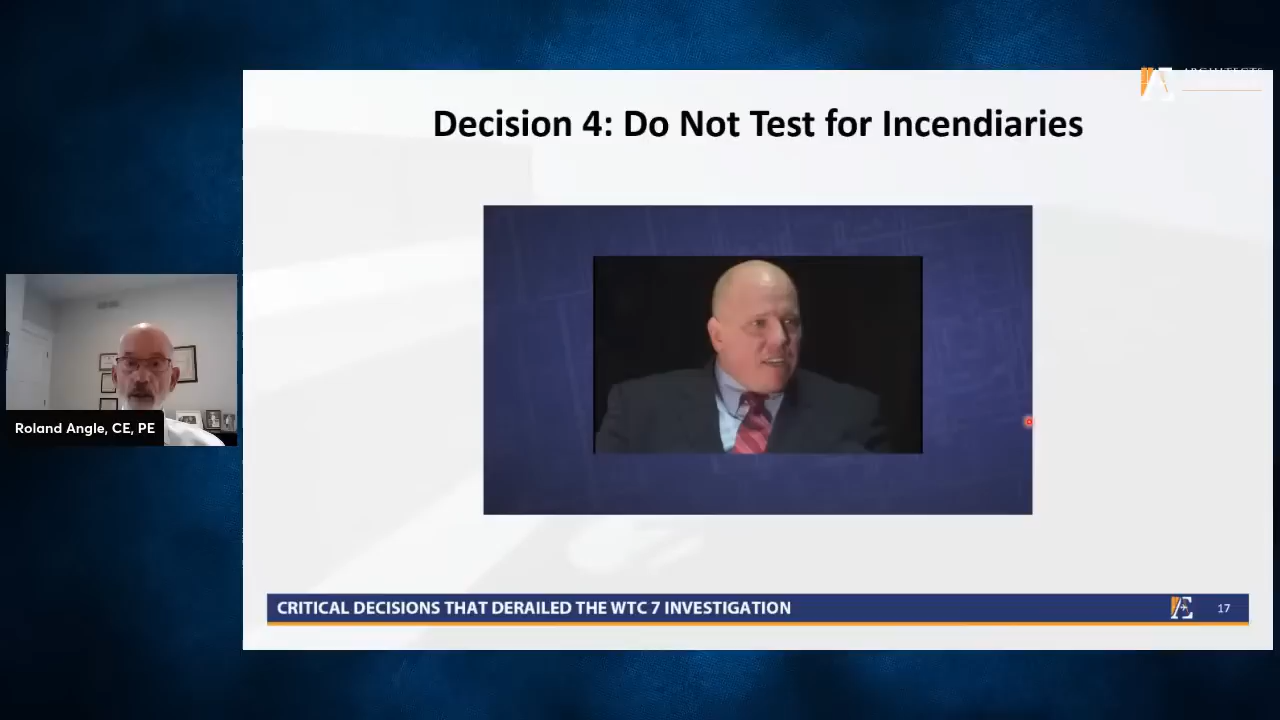 ARCHITECTS
Decision 4: Do Not Test for Incendiaries
Roland Angle, CE, PE
CRITICAL DECISIONS THAT DERAILED THE WTC 7 INVESTIGATION
17